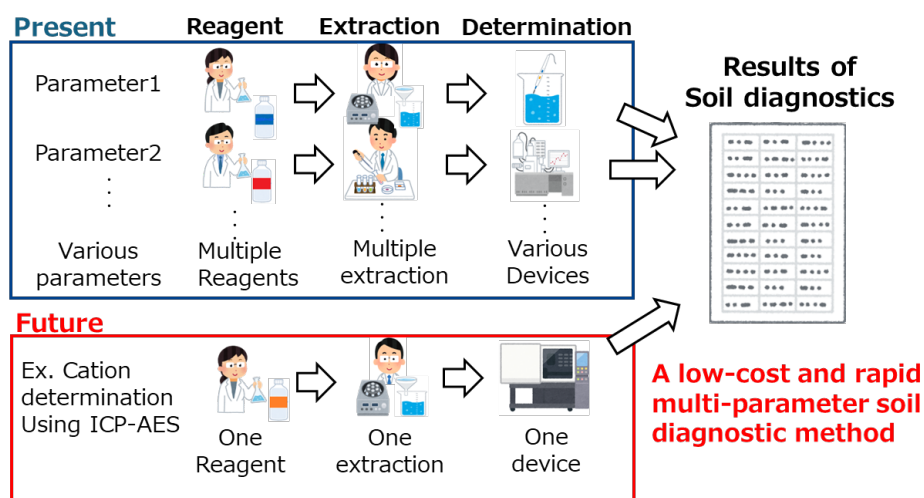 Present
Reagent
Extraction
Determination
Parameter1
Parameter2
Various
parameters
Multiple
Reagents
Multiple
extraction
Various
Devices
Results of
Soil diagnostics
Future
Ex. Cation
determination
Using ICP-AES
One
Reagent
One
extraction
One
device
A low-cost and rapid
multi-parameter soil
diagnostic method